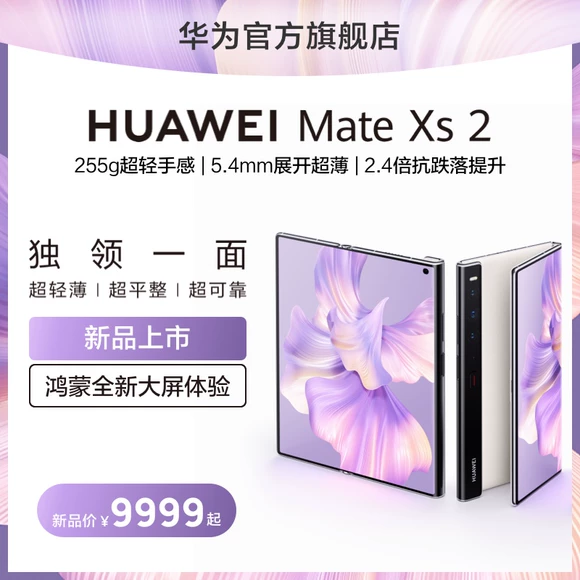 华为官方旗舰店
HUAWEI Mate Xs 2
255g超轻手感 | 5.4mm展开超薄 | 2.4倍抗跌落提升
独领一面
超轻薄 | 超平整 | 超可靠
新品上市
鸿蒙全新大屏体验
HUAWEI
新品价¥9999起